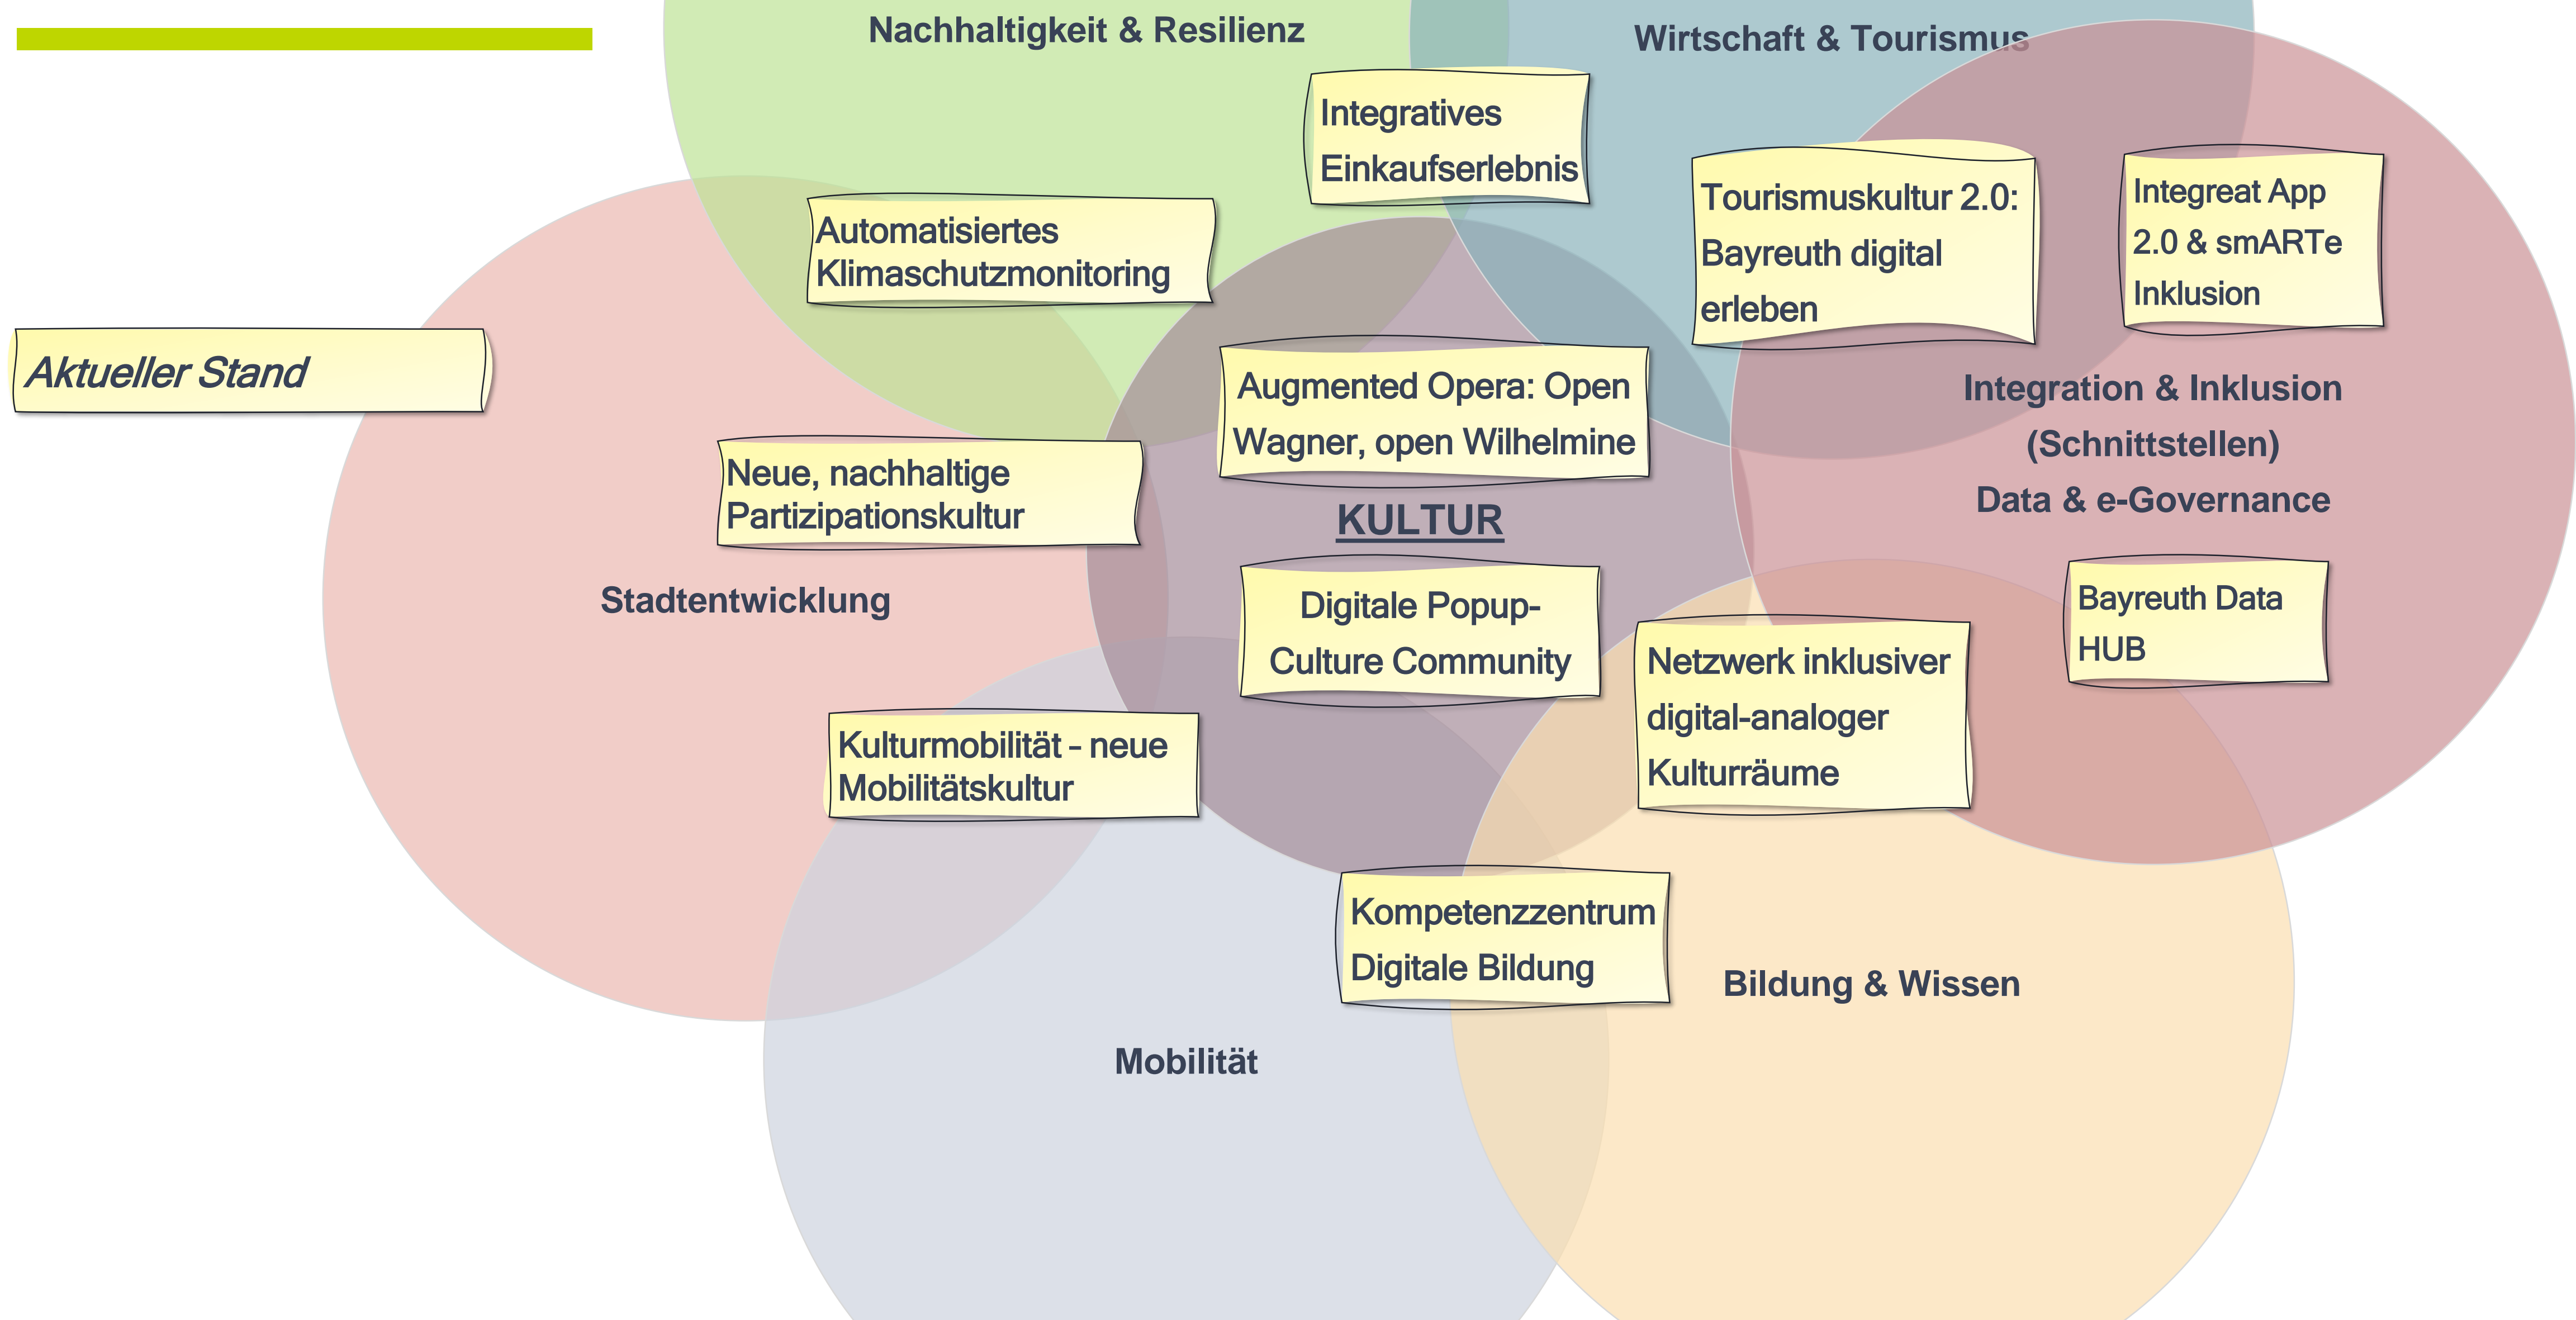 Nachhaltigkeit & Resilienz
Wirtschaft & Tourismus
Integratives
Einkaufserlebnis
Automatisiertes
Klimaschutzmonitoring
Tourismuskultur 2.0:
Bayreuth digital
erleben
Integreat App
2.0 & smARTe
Inklusion
Aktueller Stand
Augmented Opera: Open
Wagner, open Wilhelmine
Integration & Inklusion
(Schnittstellen)
Data & e-Governance
Neue, nachhaltige
Partizipationskultur
KULTUR
Stadtentwicklung
Digitale Popup-
Culture Community
Bayreuth Data
HUB
Netzwerk inklusiver
digital-analoger
Kulturräume
Kulturmobilität - neue
Mobilitätskultur
Kompetenzzentrum
Digitale Bildung
Bildung & Wissen
Mobilität